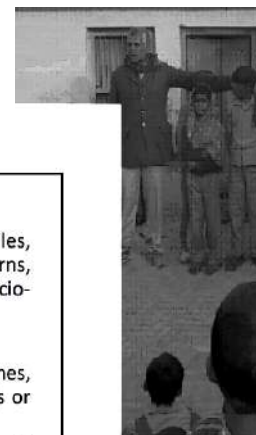 les,
rns,
cio-
nes,
s or